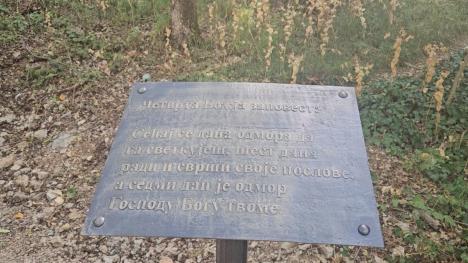 Четврта Божја заповест:
Сећај се дана одмора да
га светкујеш, шест дана
ради и сврши своје послове,
а седми дан је одмор
Господу Богу твоме